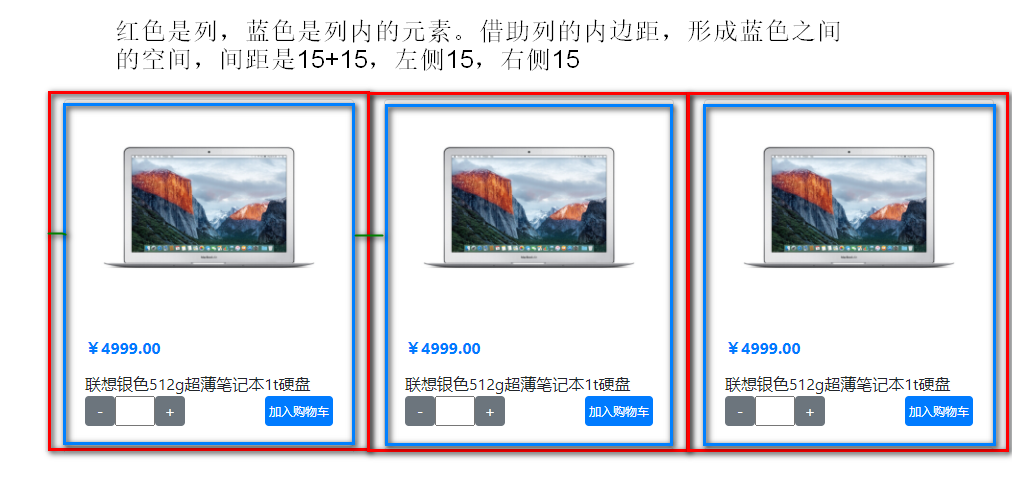 红色是列，蓝色是列内的元素。借助列的内边距，形成蓝色之间
的空间，间距是15+15，左侧15，右侧15
￥4999.00 ￥4999.00 ￥4999.00
联想银色512g超薄笔记本1t硬盘 联想银色512g超薄笔记本1t硬盘 联想银色512g超薄笔记本1t硬盘
- + 加入购物车 - + 加入购物车 - + 加入购物车